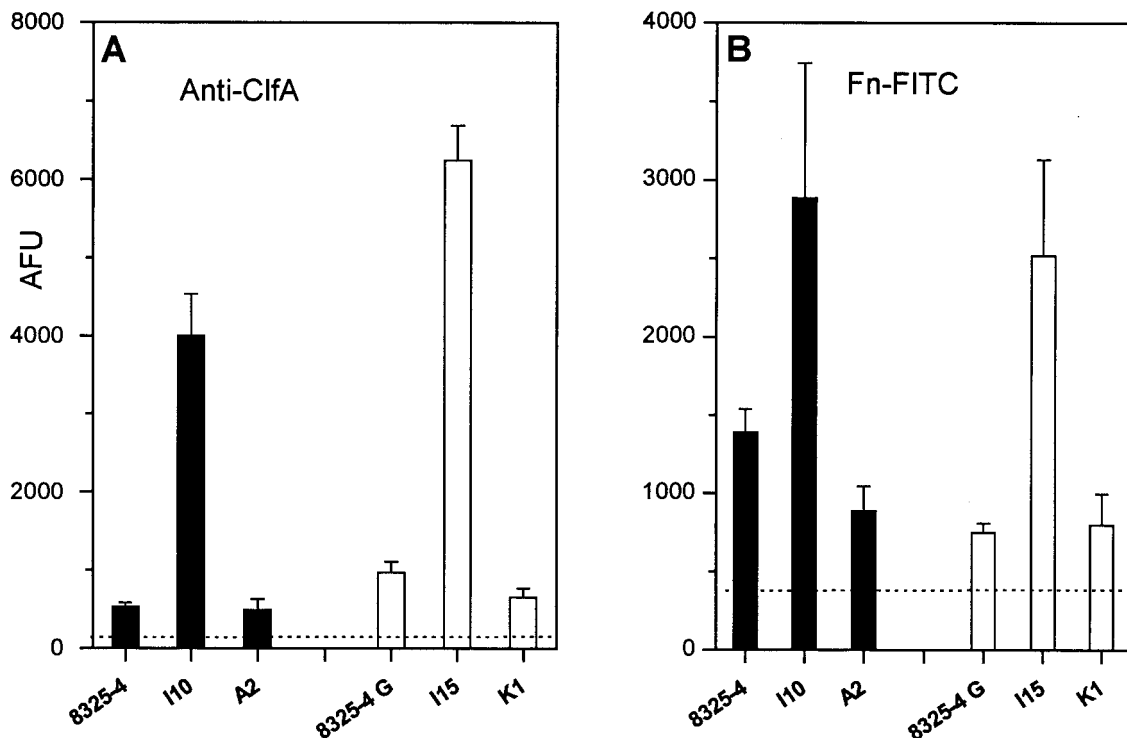 A
Anti-ClfA
AFU
8000
6000
4000
2000
0
8325-4
I10
A2
8325-4 G
I15
K1
B
Fn-FITC
4000
3000
2000
1000
0
8325-4
I10
A2
8325-4 G
I15
K1